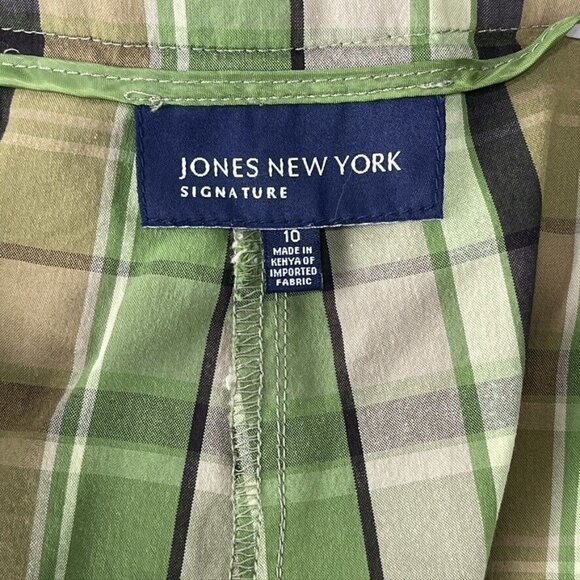 JONES NEW YORK
SIGNATURE
10
MADE IN
KENYA OF
IMPORTED
FABRIC